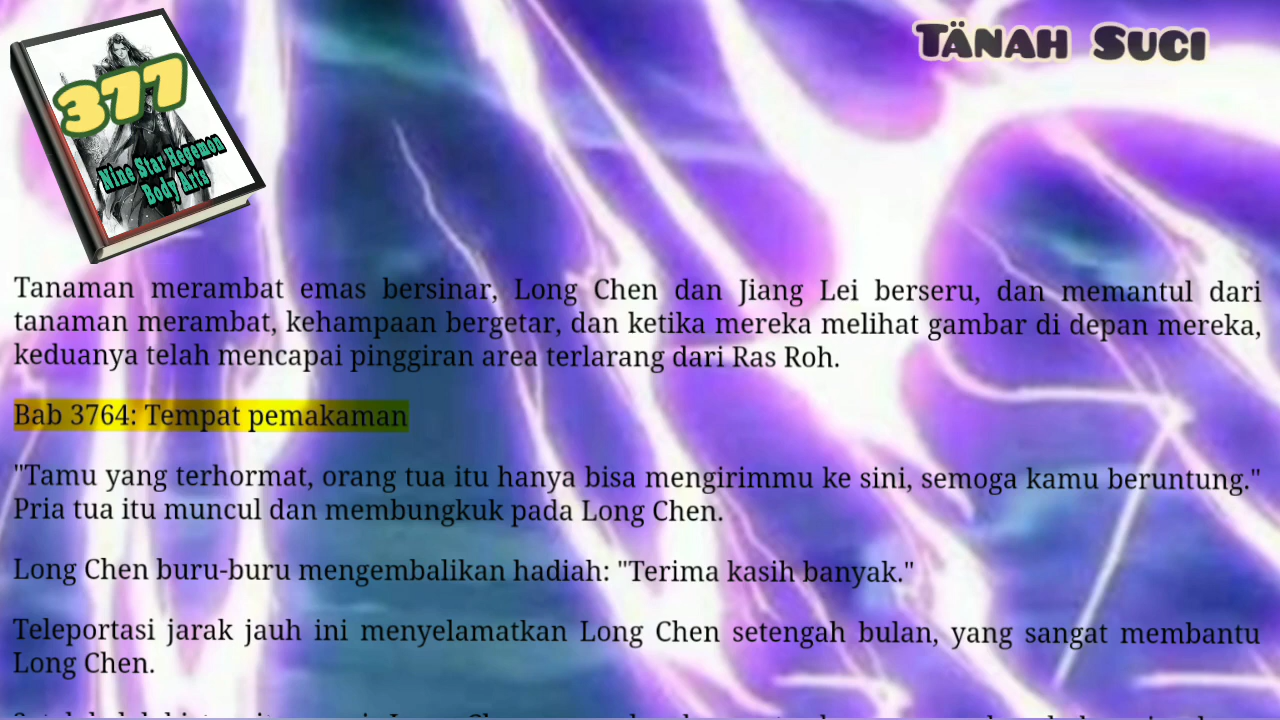 TÄNAH SUCI
377
Nine Star Hegemon
Body Arts
Tanaman merambat emas bersinar, Long Chen dan Jiang Lei berseru, dan memantul dari
tanaman merambat, kehampaan bergetar, dan ketika mereka melihat gambar di depan mereka,
keduanya telah mencapai pinggiran area terlarang dari Ras Roh.
Bab 3764: Tempat pemakaman
"Tamu yang terhormat, orang tua itu hanya bisa mengirimmu ke sini, semoga kamu beruntung."
Pria tua itu muncul dan membungkuk pada Long Chen.
Long Chen buru-buru mengembalikan hadiah: "Terima kasih banyak."
Teleportasi jarak jauh ini menyelamatkan Long Chen setengah bulan, yang sangat membantu
Long Chen.